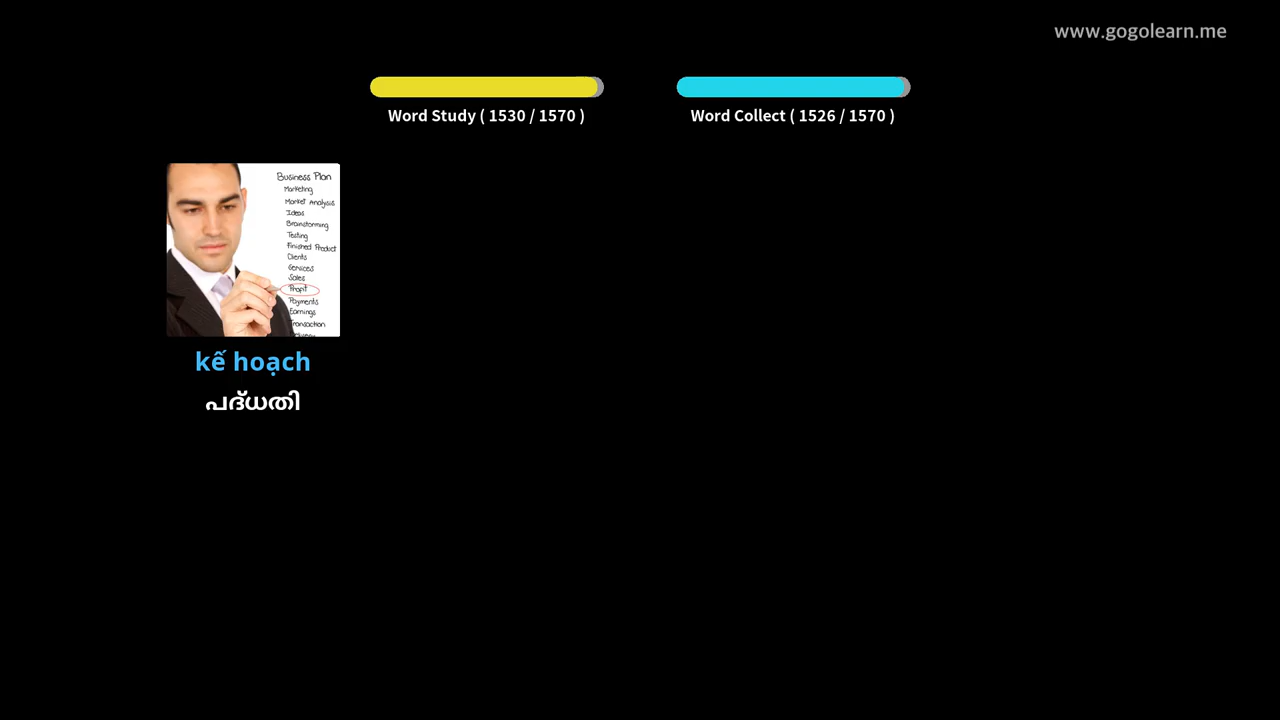 www.gogolearn.me
Word Study ( 1530 / 1570 )
Word Collect ( 1526 / 1570 )
Business Plan
Marketing
Market Analysis
Ideas
Brainstorming
Testing
Finished Product
Clients
Services
Sales
Profit
Payments
Earnings
Transaction
kế hoạch
പദ്ധതി